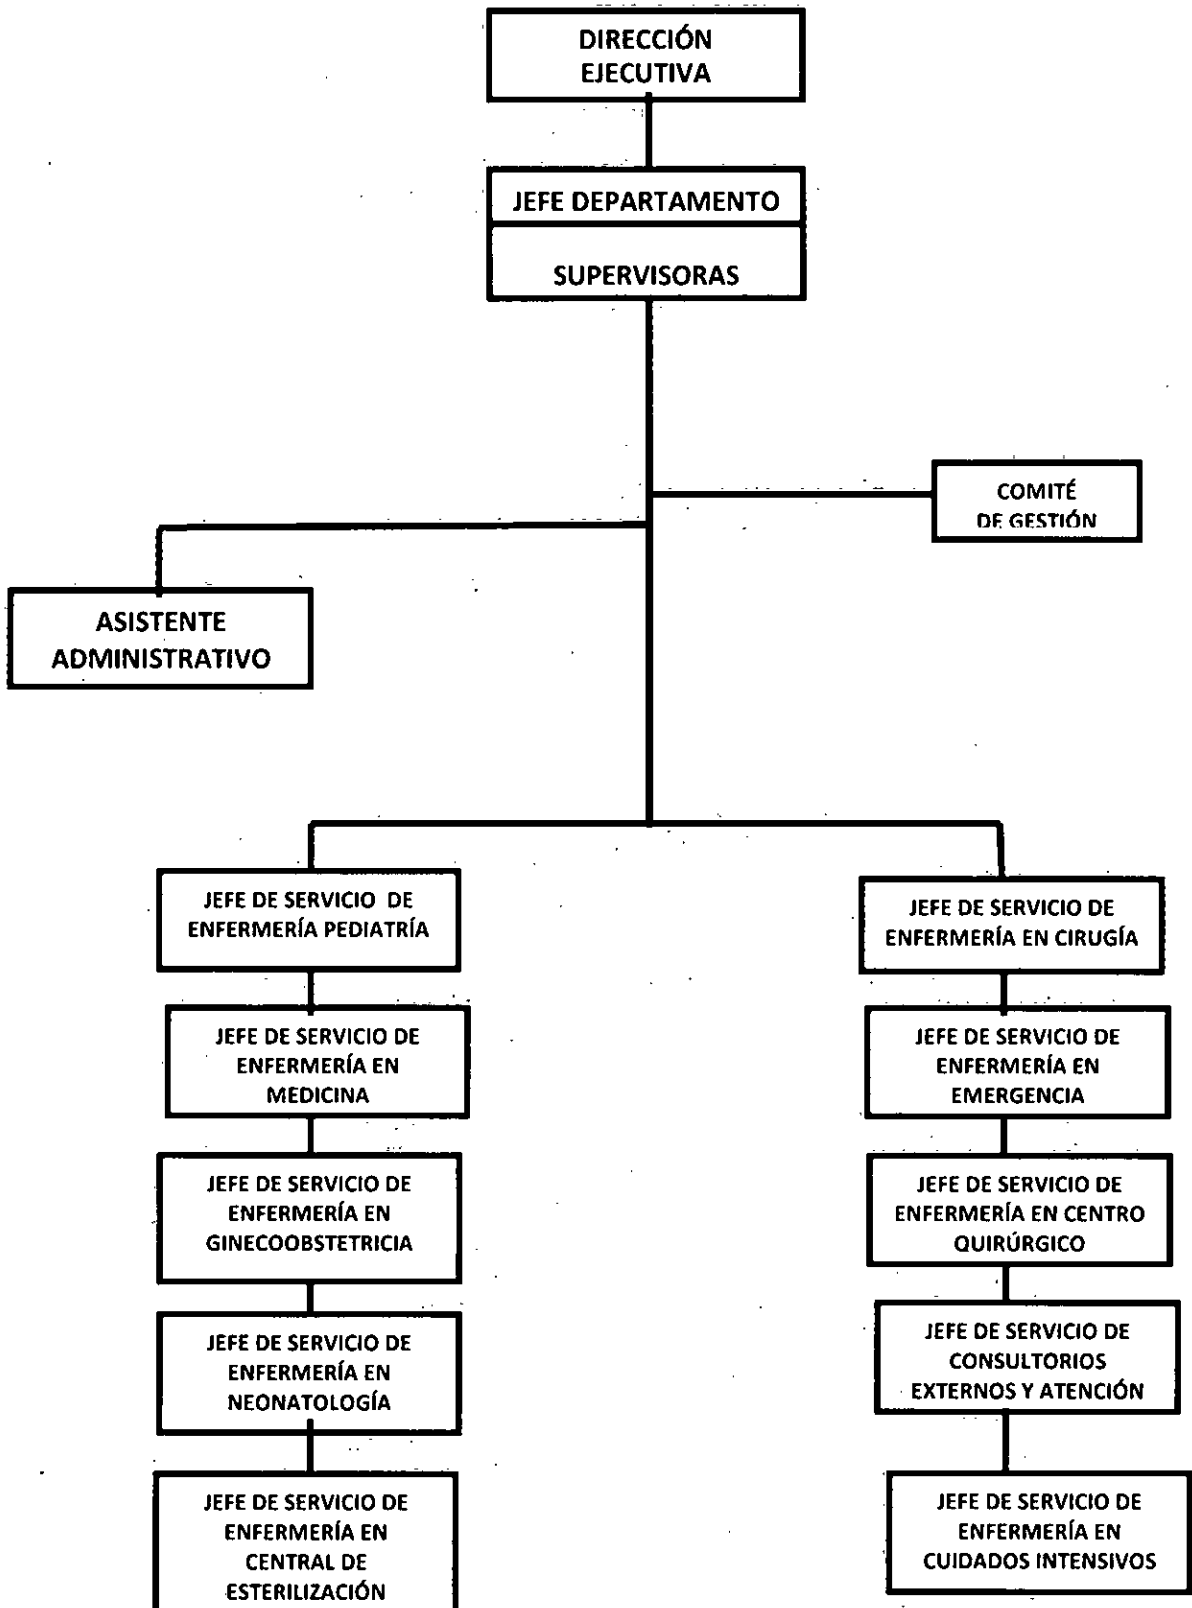 DIRECCIÓN
EJECUTIVA
JEFE DEPARTAMENTO
SUPERVISORAS
COMITÉ
DE GESTIÓN
ASISTENTE
ADMINISTRATIVO
JEFE DE SERVICIO DE
ENFERMERÍA PEDIATRÍA
JEFE DE SERVICIO DE
ENFERMERÍA EN
MEDICINA
JEFE DE SERVICIO DE
ENFERMERÍA EN
GINECOOBSTETRICIA
JEFE DE SERVICIO DE
ENFERMERÍA EN
NEONATOLOGÍA
JEFE DE SERVICIO DE
ENFERMERÍA EN
CENTRAL DE
ESTERILIZACIÓN
JEFE DE SERVICIO DE
ENFERMERÍA EN CIRUGÍA
JEFE DE SERVICIO DE
ENFERMERÍA EN
EMERGENCIA
JEFE DE SERVICIO DE
ENFERMERÍA EN CENTRO
QUIRÚRGICO
JEFE DE SERVICIO DE
CONSULTORIOS
EXTERNOS Y ATENCIÓN
JEFE DE SERVICIO DE
ENFERMERÍA EN
CUIDADOS INTENSIVOS